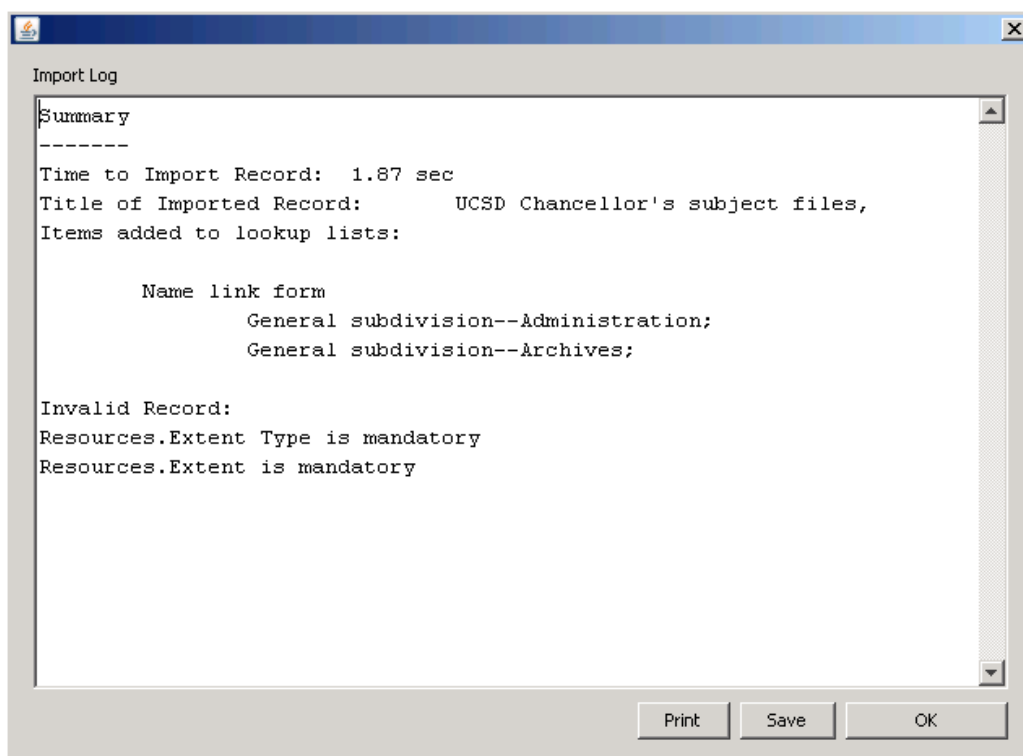 Import Log
Summary
-------
Time to Import Record:  1.87 sec
Title of Imported Record:       UCSD Chancellor's subject files,
Items added to lookup lists:
Name link form
General subdivision--Administration;
General subdivision--Archives;
Invalid Record:
Resources.Extent Type is mandatory
Resources.Extent is mandatory
Print Save OK